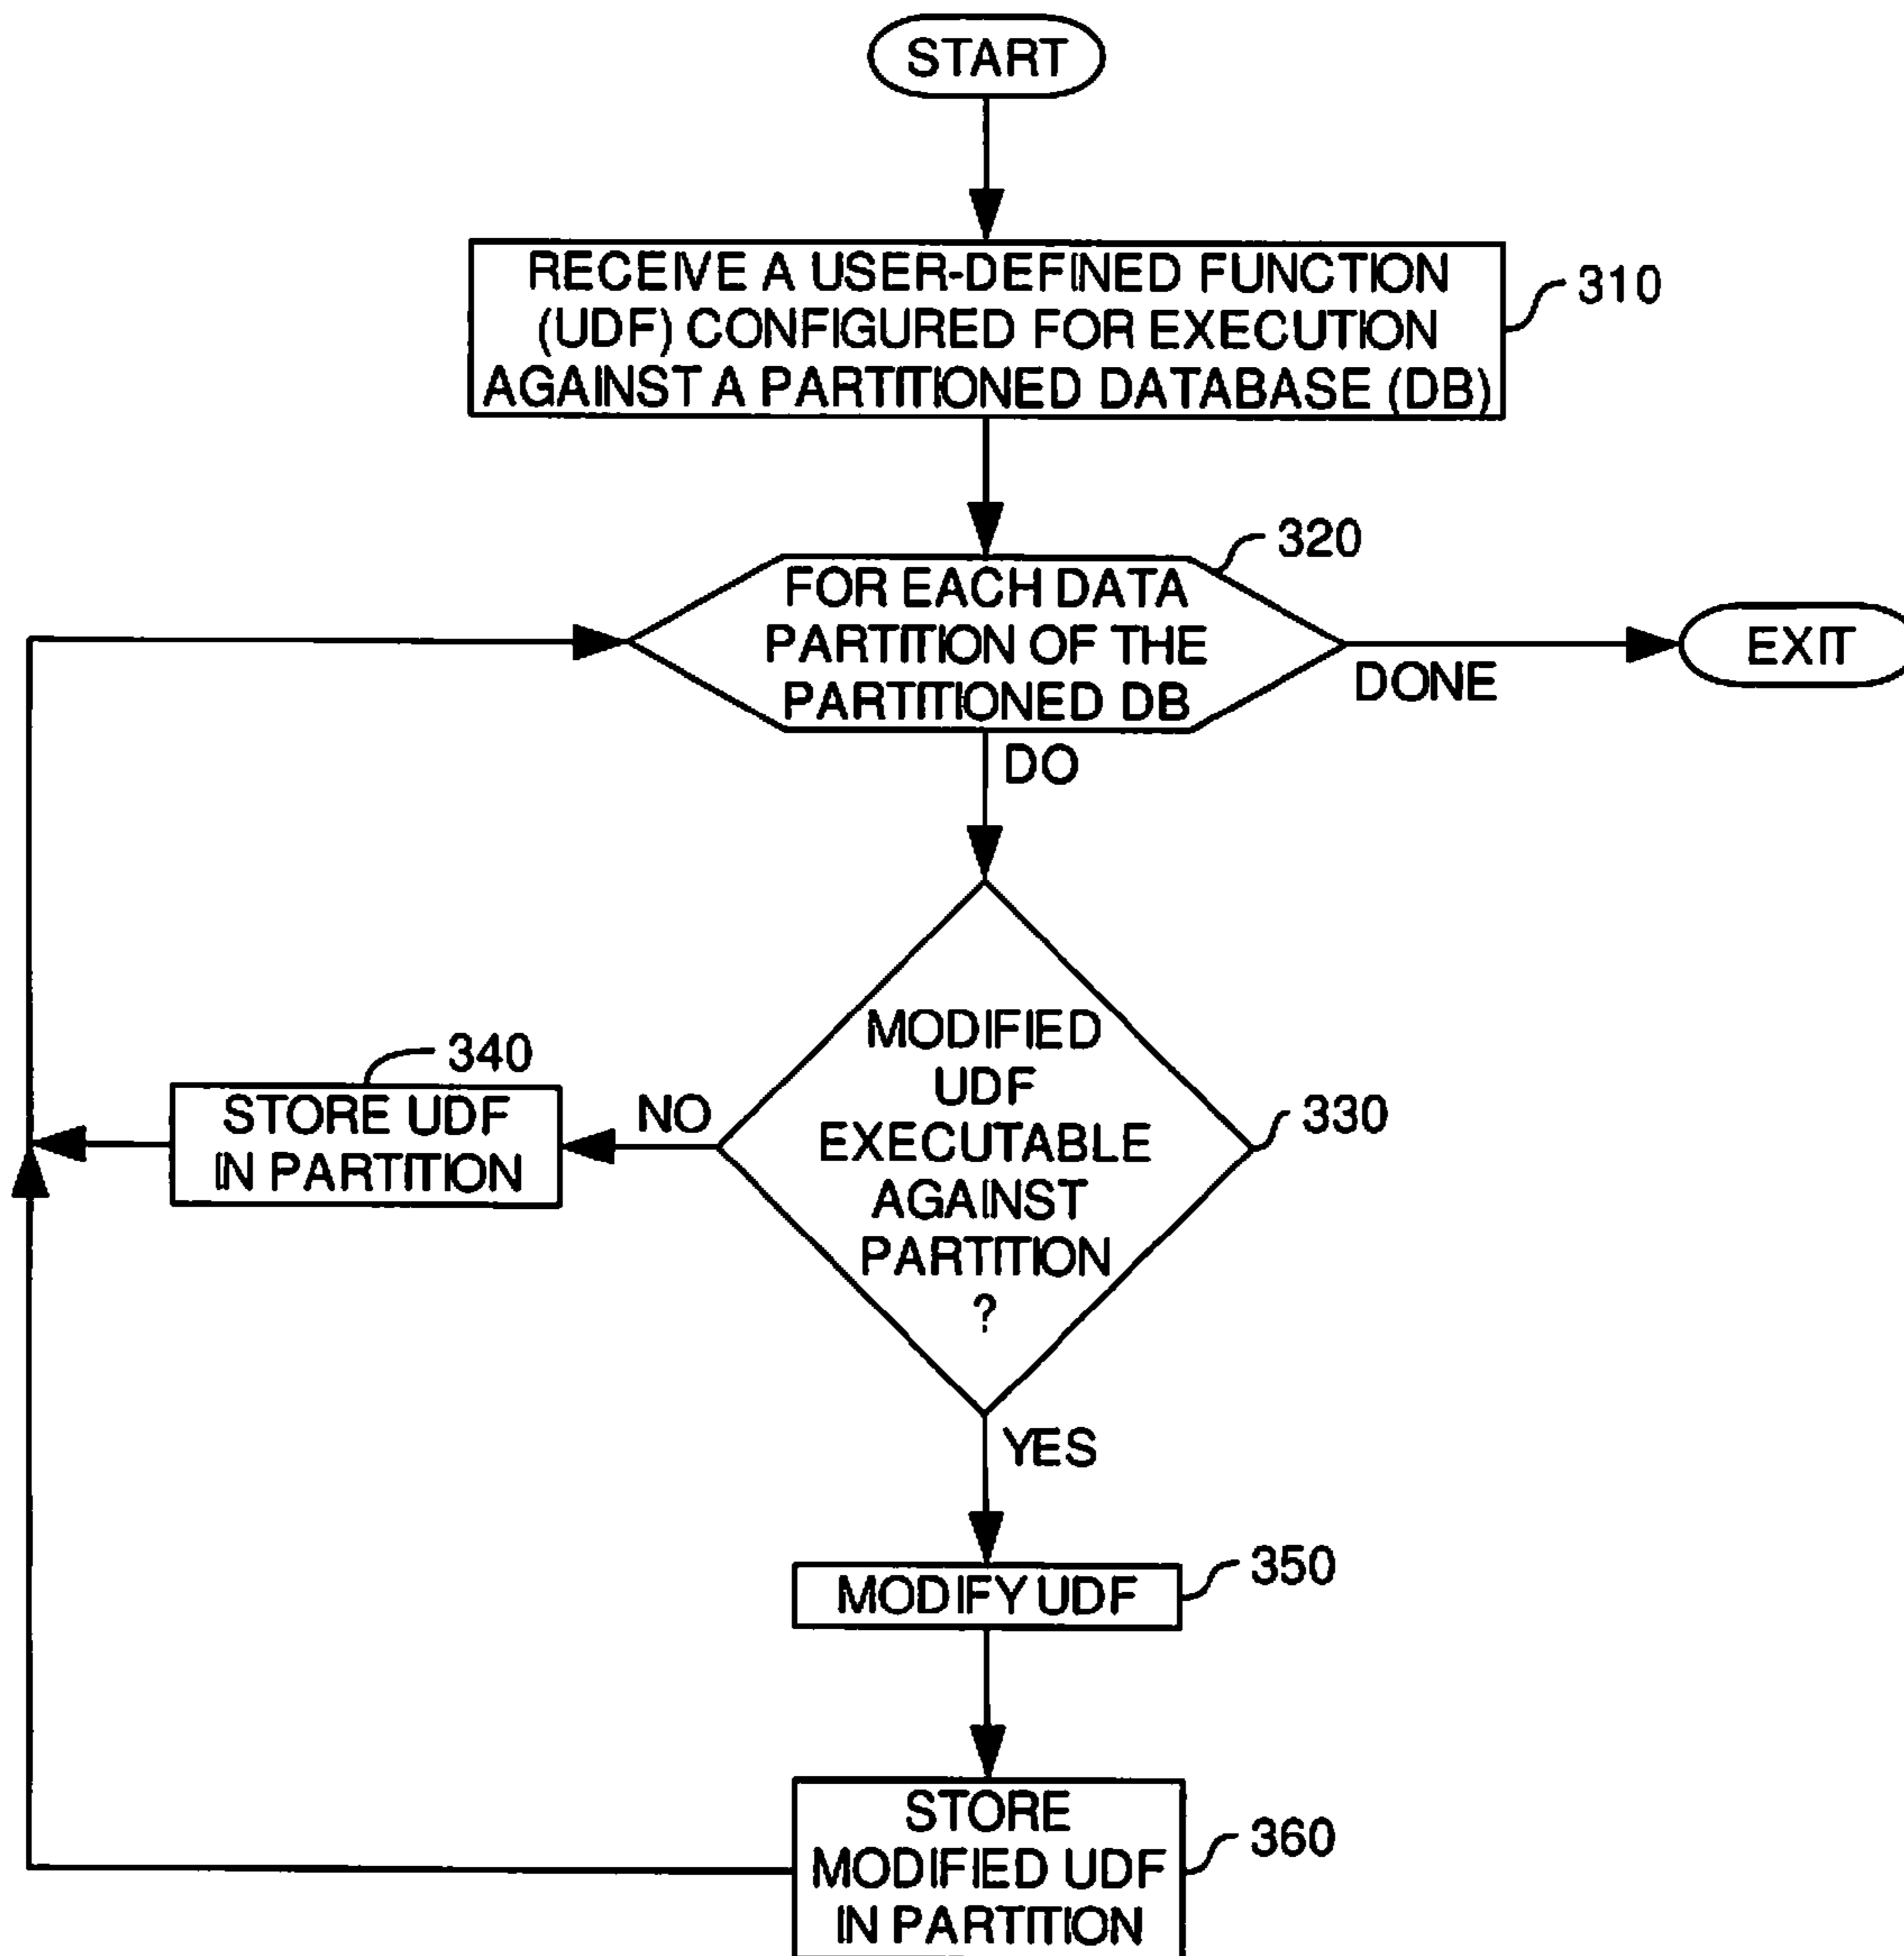 START
RECEIVE A USER-DEFINED FUNCTION
(UDF) CONFIGURED FOR EXECUTION
AGAINST A PARTITIONED DATABASE (DB)
310
320
FOR EACH DATA
PARTITION OF THE
PARTITIONED DB
DONE
EXIT
DO
MODIFIED
UDF
EXECUTABLE
AGAINST
PARTITION
?
330
NO
340
STORE UDF
IN PARTITION
YES
MODIFY UDF
350
STORE
MODIFIED UDF
IN PARTITION
360